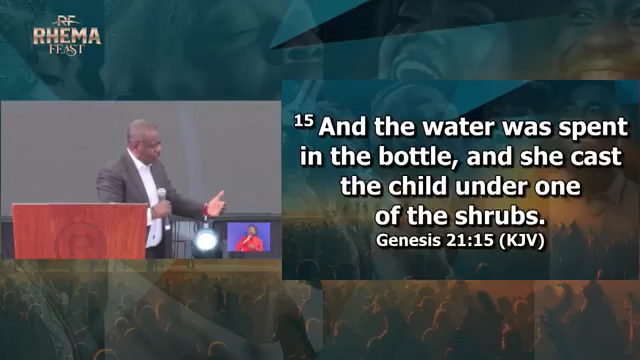 RF
RHEMA
FEAST
15 And the water was spent
in the bottle, and she cast
the child under one
of the shrubs.
Genesis 21:15 (KJV)